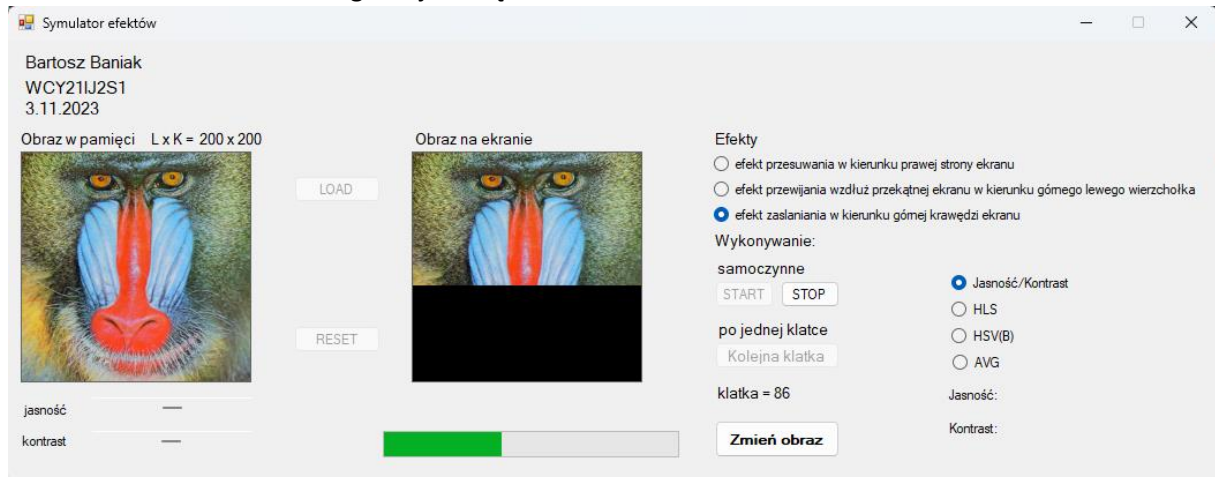 Symulator efektów
Bartosz Baniak
WCY21IJ2S1
3.11.2023
Obraz w pamięci L x K = 200 x 200
Obraz na ekranie
Efekty
efekt przesuwania w kierunku prawej strony ekranu
LOAD
efekt przewijania wzdłuż przekątnej ekranu w kierunku górnego lewego wierzchołka
efekt zaslaniania w kierunku górnej krawędzi ekranu
Wykonywanie:
samoczynne
START STOP
Jasność/Kontrast
HLS
RESET
po jednej klatce
HSV(B)
Kolejna klatka
AVG
klatka = 86
Jasność:
jasność
kontrast
Zmień obraz
Kontrast: